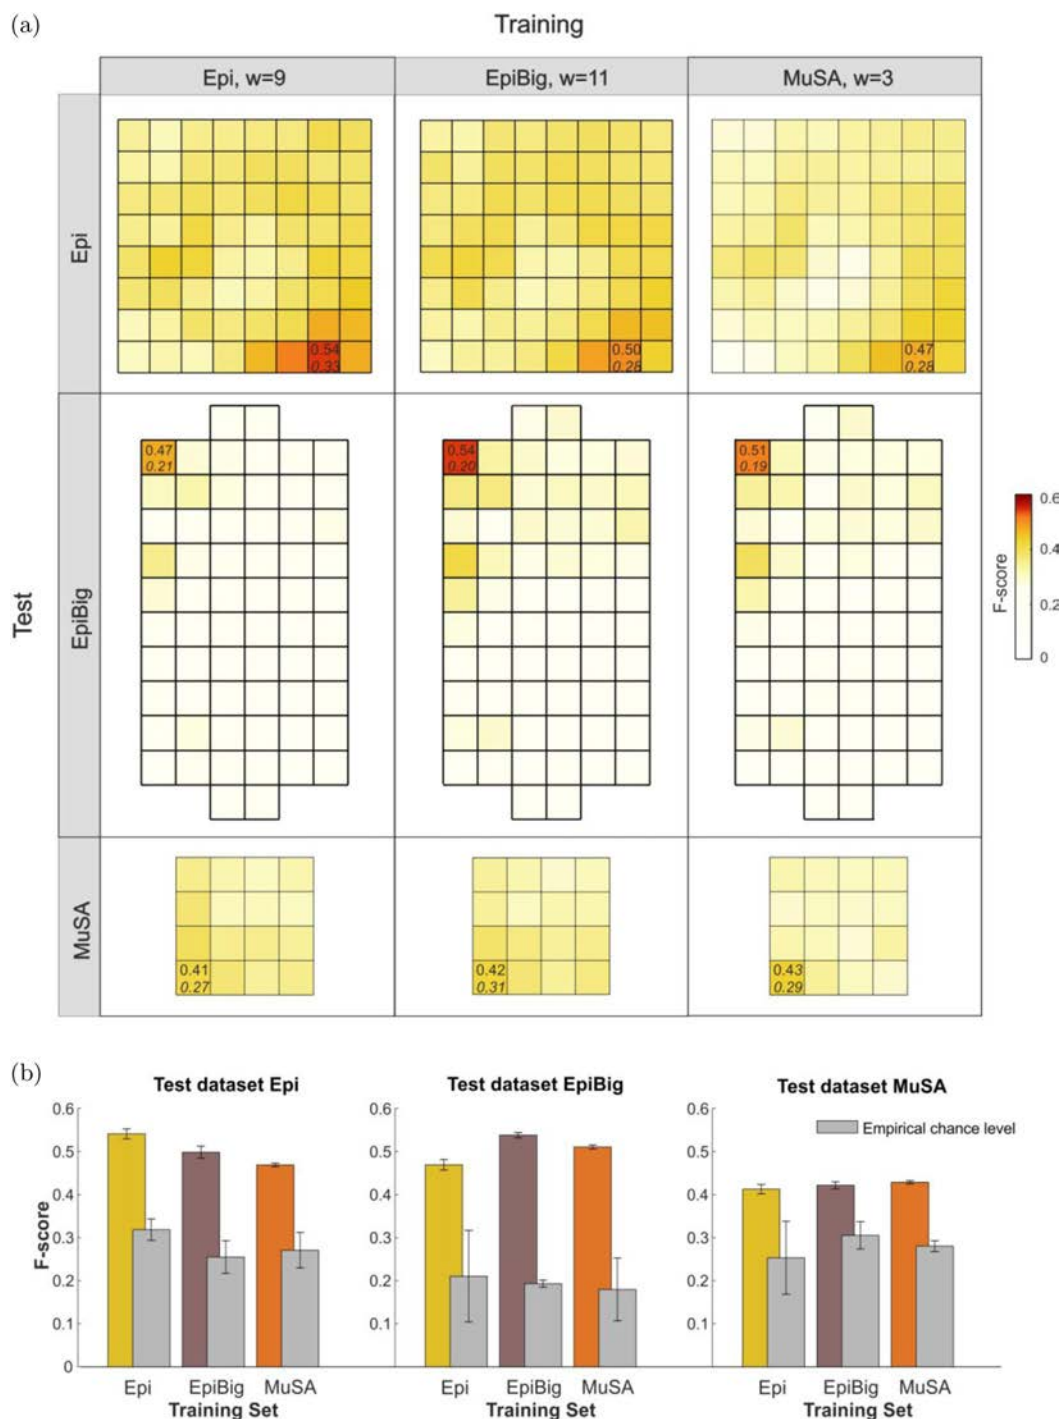 (a)
Training
Epi, w=9
EpiBig, w=11
MuSA, w=3
Test
Epi
0.54
0.33
0.50
0.28
0.47
0.28
EpiBig
0.47
0.21
0.54
0.20
0.51
0.19
F-score
0.6
0.4
0.2
0
MuSA
0.41
0.27
0.42
0.31
0.43
0.29
(b)
Test dataset Epi
Test dataset EpiBig
Test dataset MuSA
Empirical chance level
F-score
0.6
0.5
0.4
0.3
0.2
0.1
0
0.6
0.5
0.4
0.3
0.2
0.1
0.6
0.5
0.4
0.3
0.2
0.1
Epi EpiBig MuSA
Epi EpiBig MuSA
Epi EpiBig MuSA
Training Set
Training Set
Training Set